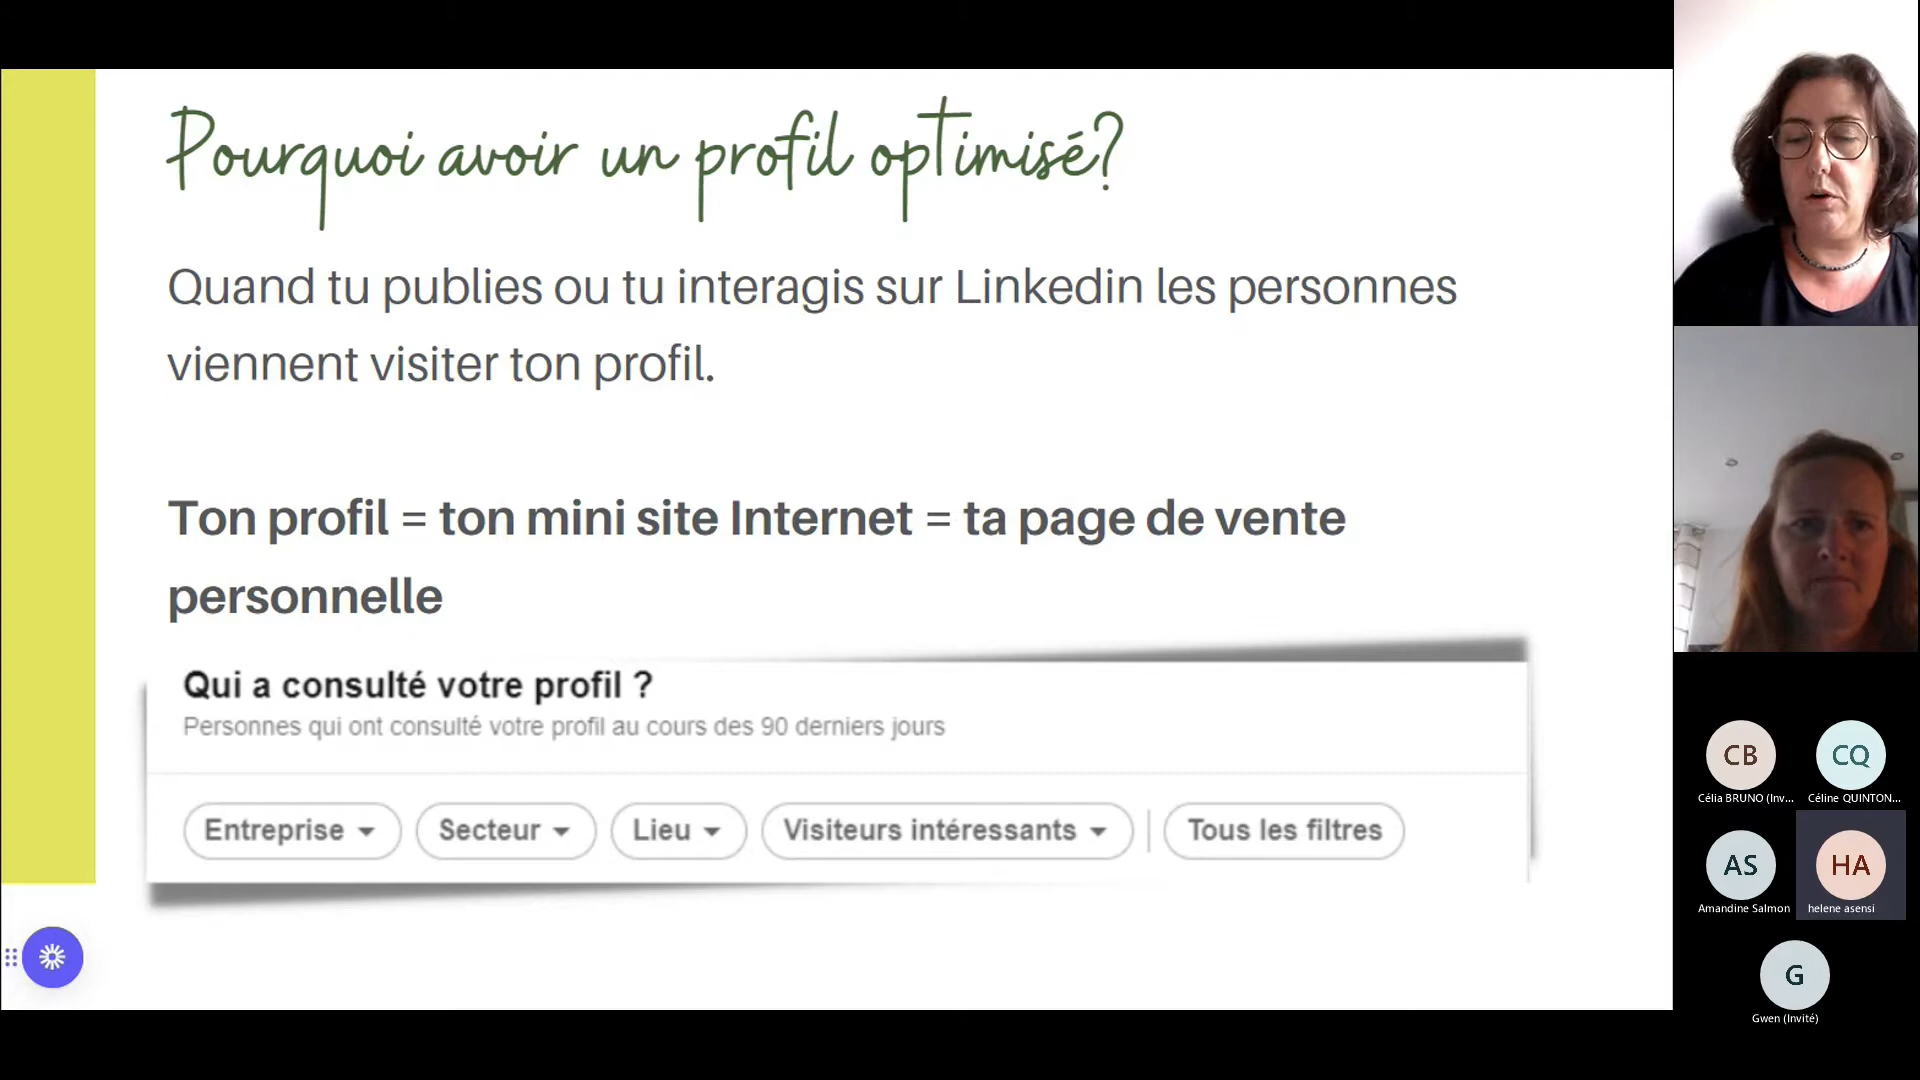 Pourquoi avoir un profil optimisé?
Quand tu publies ou tu interagis sur Linkedin les personnes
viennent visiter ton profil.
Ton profil = ton mini site Internet = ta page de vente
personnelle
Qui a consulté votre profil ?
Personnes qui ont consulté votre profil au cours des 90 derniers jours
Entreprise
Secteur
Lieu
Visiteurs intéressants
Tous les filtres
CB
CQ
Célia BRUNO (Inv...
Céline QUINTON...
AS
HA
Amandine Salmon
helene asensi
G
Gwen (Invité)